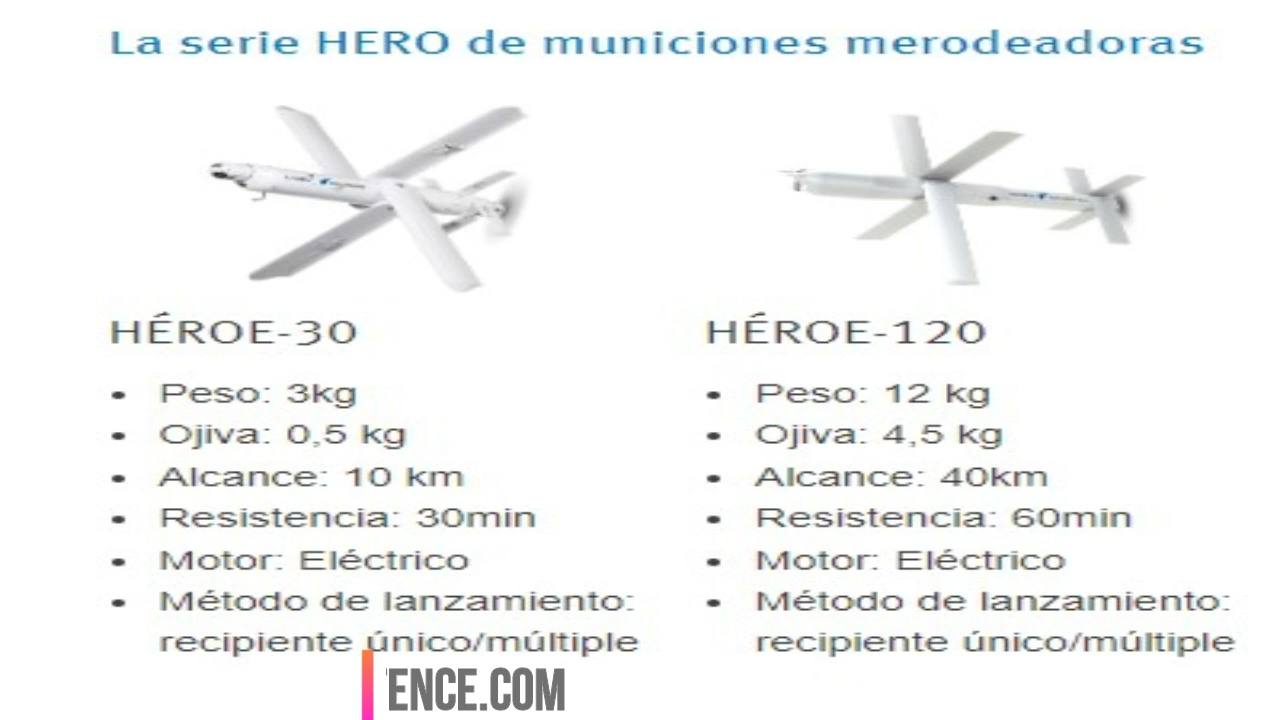 La serie HERO de municiones merodeadoras
HÉROE-30
• Peso: 3kg
• Ojiva: 0,5 kg
• Alcance: 10 km
• Resistencia: 30min
• Motor: Eléctrico
• Método de lanzamiento:
recipiente único/múltiple
HÉROE-120
• Peso: 12 kg
• Ojiva: 4,5 kg
• Alcance: 40km
• Resistencia: 60min
• Motor: Eléctrico
• Método de lanzamiento:
recipiente único/múltiple
ENCE.COM